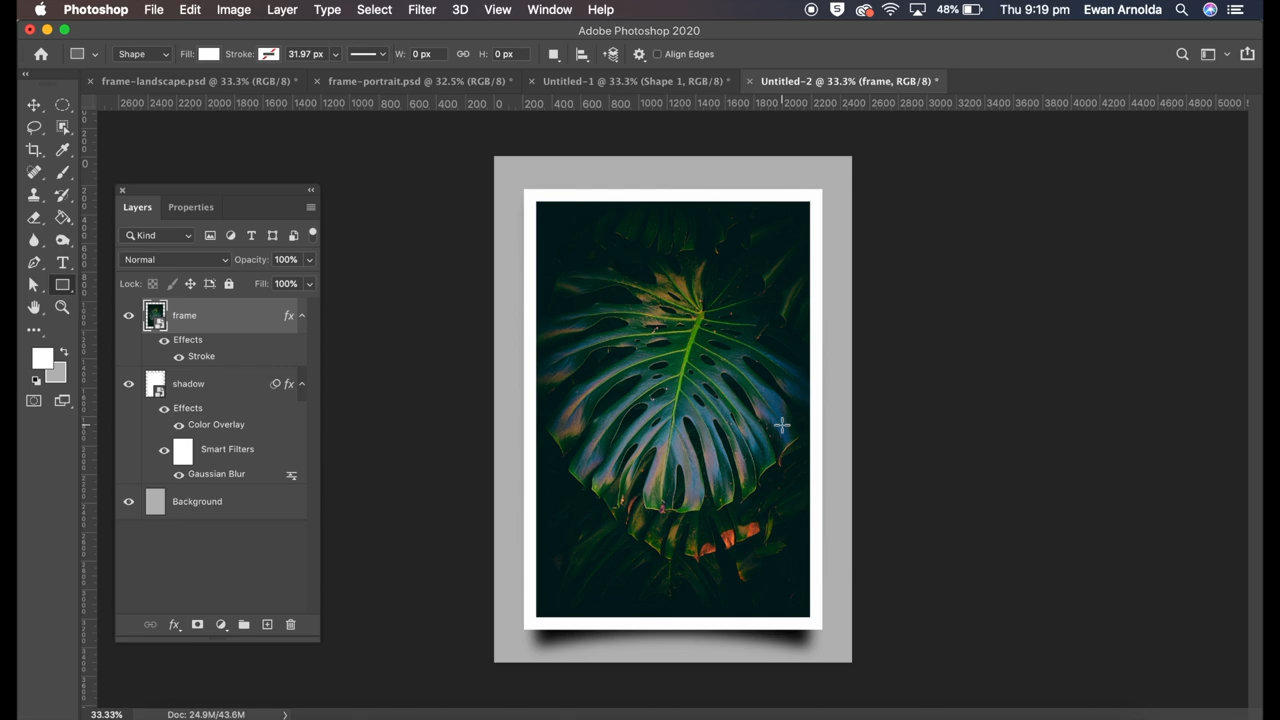 Photoshop File Edit Image Layer Type Select Filter 3D View Window Help 48% Thu 9:19 pm Ewan Arnolda
Adobe Photoshop 2020
Shape Fill: Stroke: 31.97 px W: 0 px H: 0 px Align Edges
frame-landscape.psd @ 33.3% (RGB/8) * frame-portrait.psd @ 32.5% (RGB/8) * Untitled-1 @ 33.3% (Shape 1, RGB/8) * Untitled-2 @ 33.3% (frame, RGB/8) *
2600 2400 2200 2000 1800 1600 1400 1200 1000 800 600 400 200 0 200 400 600 800 1000 1200 1400 1600 1800 2000 2200 2400 2600 2800 3000 3200 3400 3600 3800 4000 4200 4400 4600 4800 5000
Layers Properties
Kind
Normal Opacity: 100%
Lock: Fill: 100%
frame fx
Effects
Stroke
shadow fx
Effects
Color Overlay
Smart Filters
Gaussian Blur
Background
fx
33.33% Doc: 24.9M/43.6M